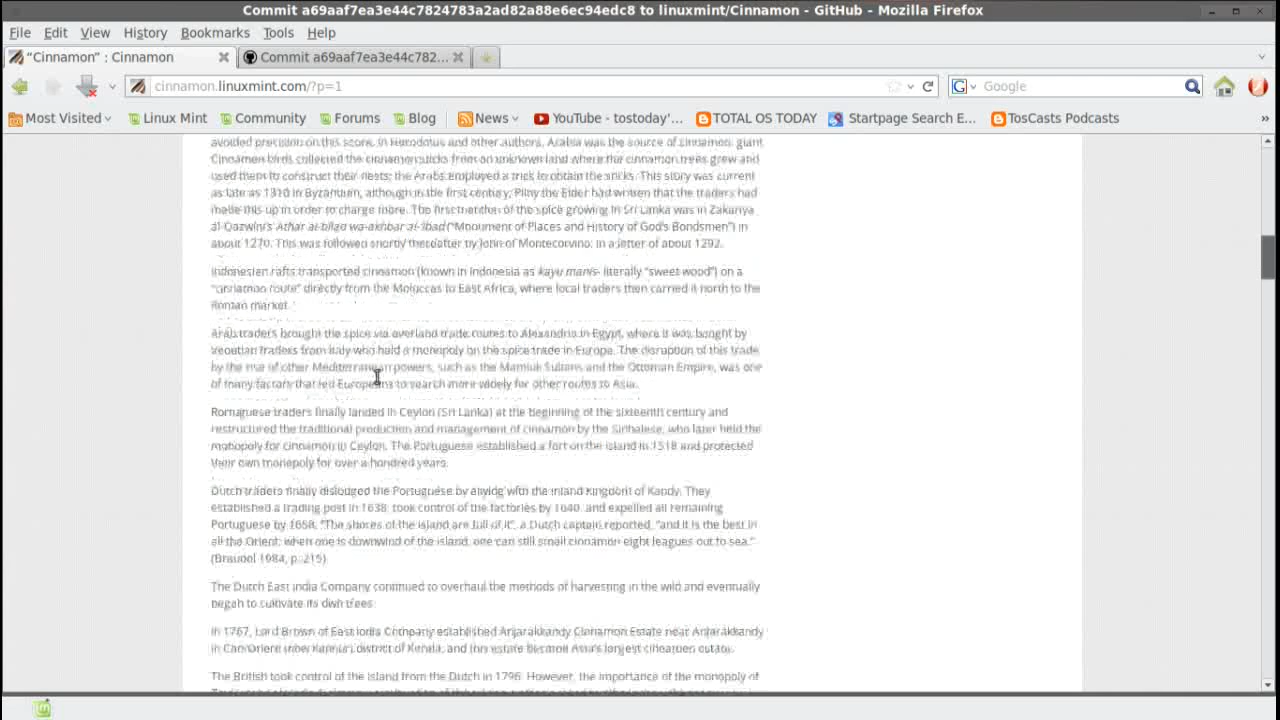 Commit a69aaf7ea3e44c7824783a2ad82a88e6ec94edc8 to linuxmint/Cinnamon - GitHub - Mozilla Firefox
File Edit View History Bookmarks Tools Help
“Cinnamon” : Cinnamon Commit a69aaf7ea3e44c782...
cinnamon.linuxmint.com/?p=1 Google
Most Visited Linux Mint Community Forums Blog News YouTube - tostoday'... TOTAL OS TODAY Startpage Search E... TosCasts Podcasts »
avoided precision on this score. In Herodotus and other authors, Arabia was the source of cinnamon: giant
Cinnamon birds collected the cinnamon sticks from an unknown land where the cinnamon trees grew and
used them to construct their nests; the Arabs employed a trick to obtain the sticks. This story was current
as late as 1310 in Byzantium, although in the first century, Pliny the Elder had written that the traders had
made this up in order to charge more. The first mention of the spice growing in Sri Lanka was in Zakariya
al-Qazwini's Athar al-bilad wa-akhbar al-'ibad (“Monument of Places and History of God's Bondsmen”) in
about 1270. This was followed shortly thereafter by John of Montecorvino, in a letter of about 1292.
Indonesian rafts transported cinnamon (known in Indonesia as kayu manis- literally “sweet wood”) on a
“cinnamon route” directly from the Moluccas to East Africa, where local traders then carried it north to the
Roman market.
Arab traders brought the spice via overland trade routes to Alexandria in Egypt, where it was bought by
Venetian traders from Italy who held a monopoly on the spice trade in Europe. The disruption of this trade
by the rise of other Mediterranean powers, such as the Mamluk Sultans and the Ottoman Empire, was one
of many factors that led Europeans to search more widely for other routes to Asia.
Portuguese traders finally landed in Ceylon (Sri Lanka) at the beginning of the sixteenth century and
restructured the traditional production and management of cinnamon by the Sinhalese, who later held the
monopoly for cinnamon in Ceylon. The Portuguese established a fort on the island in 1518 and protected
their own monopoly for over a hundred years.
Dutch traders finally dislodged the Portuguese by allying with the inland Kingdom of Kandy. They
established a trading post in 1638, took control of the factories by 1640, and expelled all remaining
Portuguese by 1658. “The shores of the island are full of it”, a Dutch captain reported, “and it is the best in
all the Orient: when one is downwind of the island, one can still smell cinnamon eight leagues out to sea.”
(Braudel 1984, p. 215)
The Dutch East India Company continued to overhaul the methods of harvesting in the wild and eventually
began to cultivate its own trees.
In 1767, Lord Brown of East India Company established Anjarakkandy Cinnamon Estate near Anjarakkandy
in Cannanore (now Kannur) district of Kerala, and this estate became Asia's largest cinnamon estate.
The British took control of the island from the Dutch in 1796. However, the importance of the monopoly of